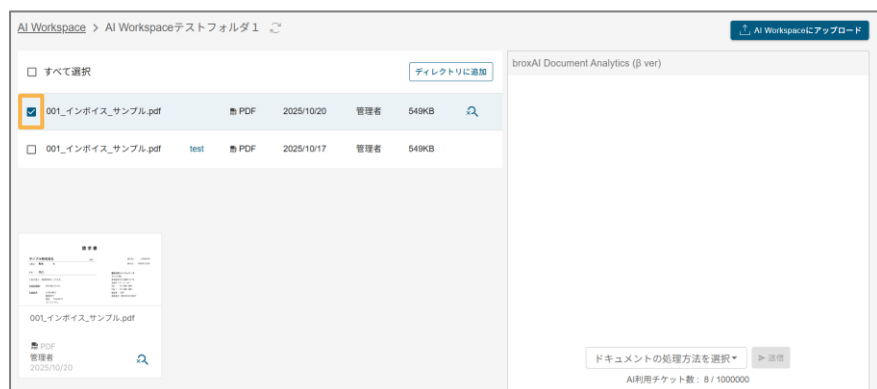 AI Workspace > AI Workspaceテストフォルダ１
AI Workspaceにアップロード
すべて選択
ディレクトリに追加
001_インボイス_サンプル.pdf PDF 2025/10/20 管理者 549KB
001_インボイス_サンプル.pdf test PDF 2025/10/17 管理者 549KB
請求書
001_インボイス_サンプル.pdf
PDF
管理者
2025/10/20
broxAI Document Analytics (β ver)
ドキュメントの処理方法を選択
送信
AI利用チケット数： 8 / 1000000